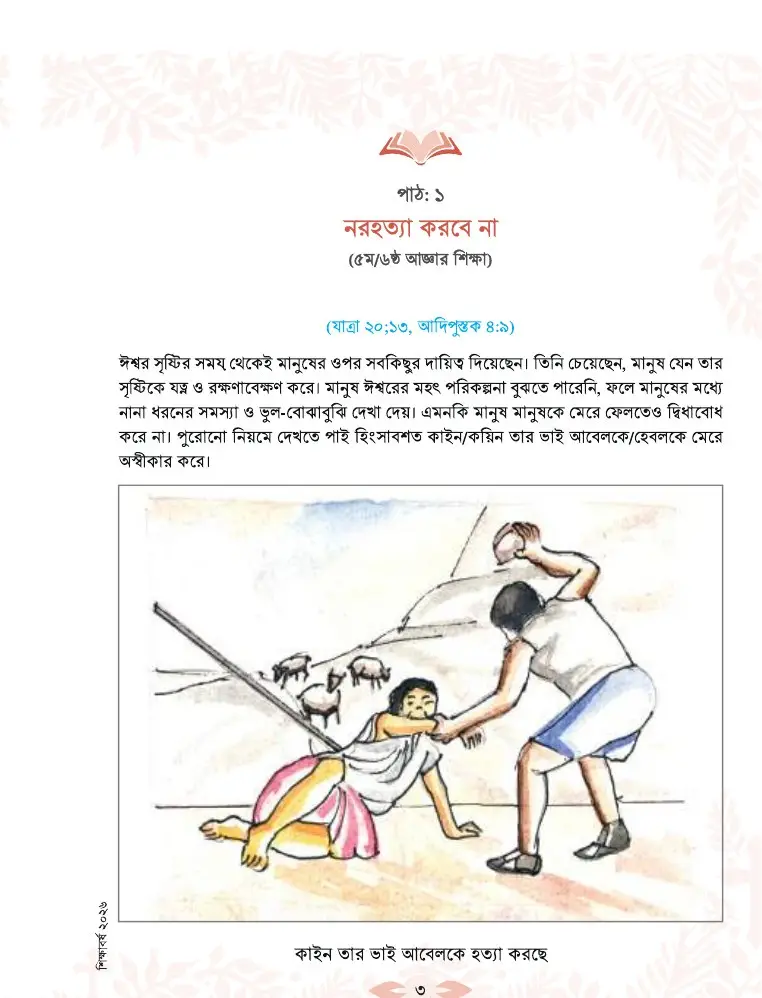 পাঠ: ১
নরহত্যা করবে না
(৫ম/৬ষ্ঠ আজ্ঞার শিক্ষা)
(যাত্রা ২০;১৩, আদিপুস্তক ৪:৯)
ঈশ্বর সৃষ্টির সময় থেকেই মানুষের ওপর সবকিছুর দায়িত্ব দিয়েছেন। তিনি চেয়েছেন, মানুষ যেন তার
সৃষ্টিকে যত্ন ও রক্ষণাবেক্ষণ করে। মানুষ ঈশ্বরের মহৎ পরিকল্পনা বুঝতে পারেনি, ফলে মানুষের মধ্যে
নানা ধরনের সমস্যা ও ভুল-বোঝাবুঝি দেখা দেয়। এমনকি মানুষ মানুষকে মেরে ফেলতেও দ্বিধাবোধ
করে না। পুরোনো নিয়মে দেখতে পাই হিংসাবশত কাইন/কয়িন তার ভাই আবেলকে/হেবলকে মেরে
অস্বীকার করে।
কাইন তার ভাই আবেলকে হত্যা করছে
শিক্ষাবর্ষ ২০২৬
৩